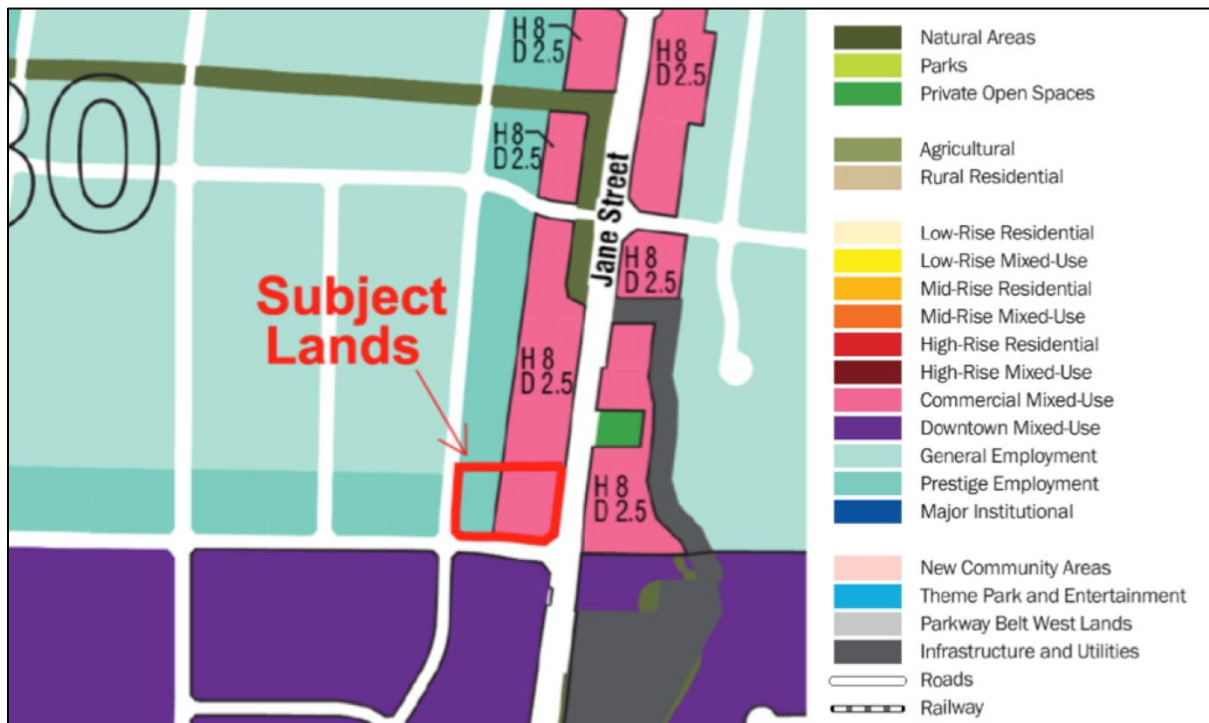 H 8
D 2.5
H 8
D 2.5
30
H 8
D 2.5
Jane Street
H 8
D 2.5
Subject
Lands
H 8
D 2.5
H 8
D 2.5
Natural Areas
Parks
Private Open Spaces
Agricultural
Rural Residential
Low-Rise Residential
Low-Rise Mixed-Use
Mid-Rise Residential
Mid-Rise Mixed-Use
High-Rise Residential
High-Rise Mixed-Use
Commercial Mixed-Use
Downtown Mixed-Use
General Employment
Prestige Employment
Major Institutional
New Community Areas
Theme Park and Entertainment
Parkway Belt West Lands
Infrastructure and Utilities
Roads
Railway